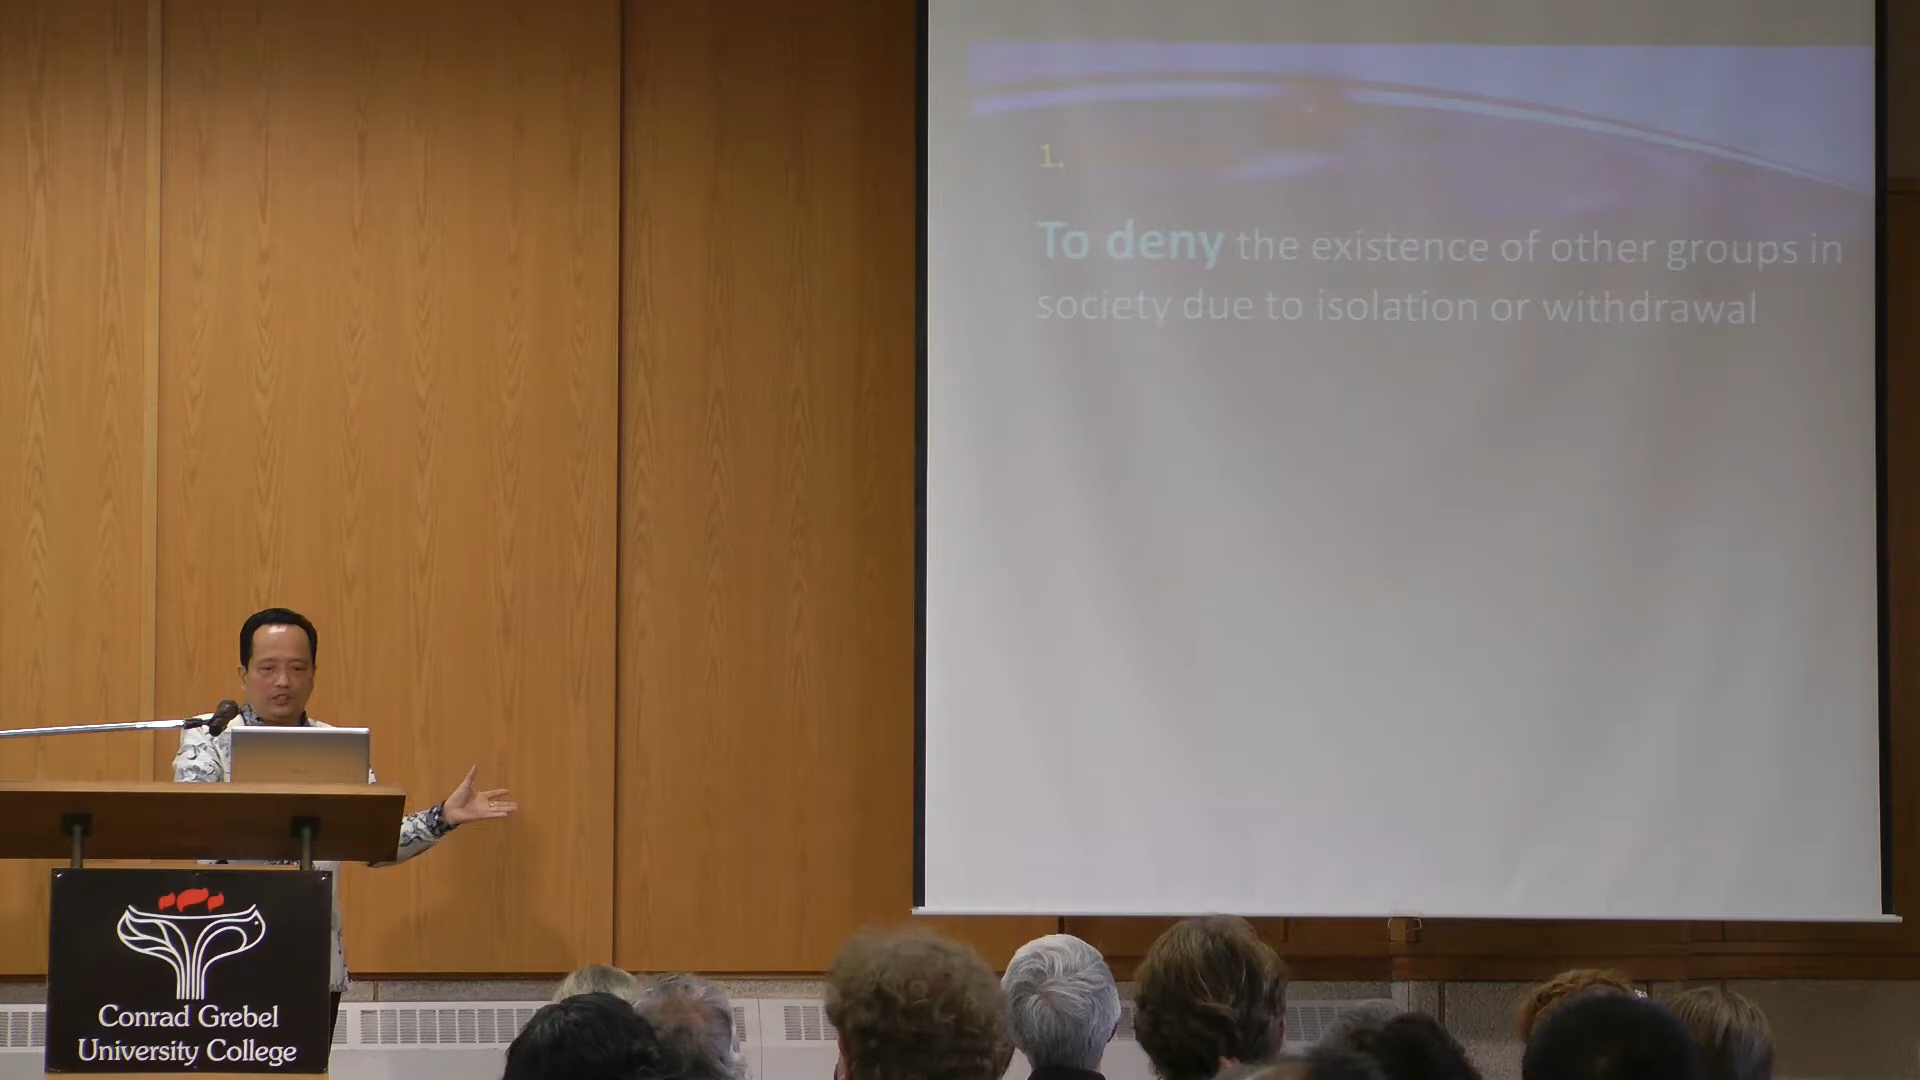 1.
To deny the existence of other groups in
society due to isolation or withdrawal
Conrad Grebel
University College